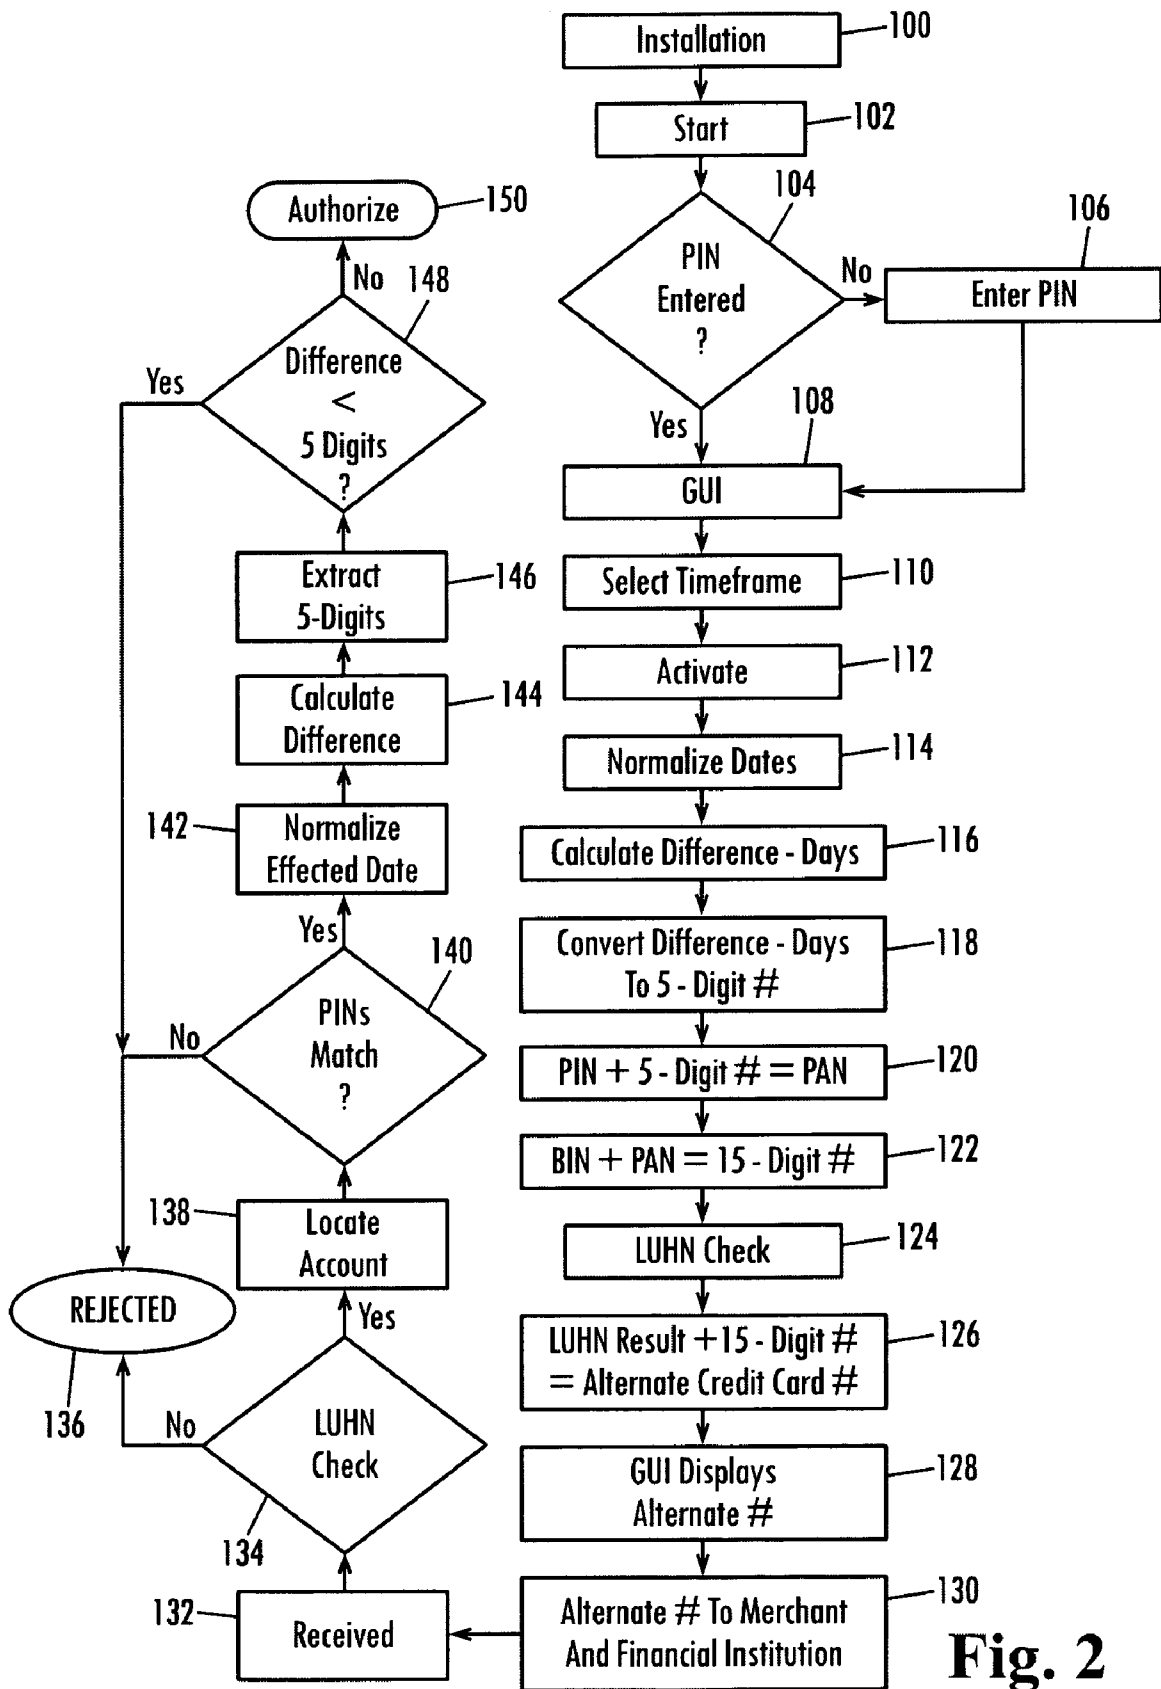 Installation
100
Start
102
104
PIN
Entered
?
No
106
Enter PIN
Yes
108
GUI
Select Timeframe
110
Activate
112
Normalize Dates
114
Calculate Difference - Days
116
Convert Difference - Days
To 5 - Digit #
118
PIN + 5 - Digit # = PAN
120
BIN + PAN = 15 - Digit #
122
LUHN Check
124
LUHN Result +15 - Digit #
= Alternate Credit Card #
126
GUI Displays
Alternate #
128
Alternate # To Merchant
And Financial Institution
130
Received
132
LUHN
Check
134
No
REJECTED
136
Yes
Locate
Account
138
PINs
Match
?
140
No
Yes
Normalize
Effected Date
142
Calculate
Difference
144
Extract
5-Digits
146
Difference
<
5 Digits
?
148
Yes
No
Authorize
150
Fig. 2